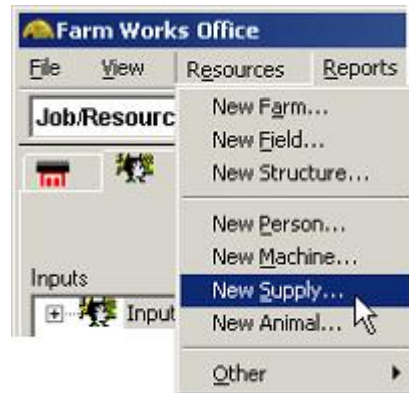 Farm Works Office
File View Resources Reports
Job/Resourc
New Farm...
New Field...
New Structure...
New Person...
New Machine...
Inputs
New Supply...
Input
New Animal...
Other